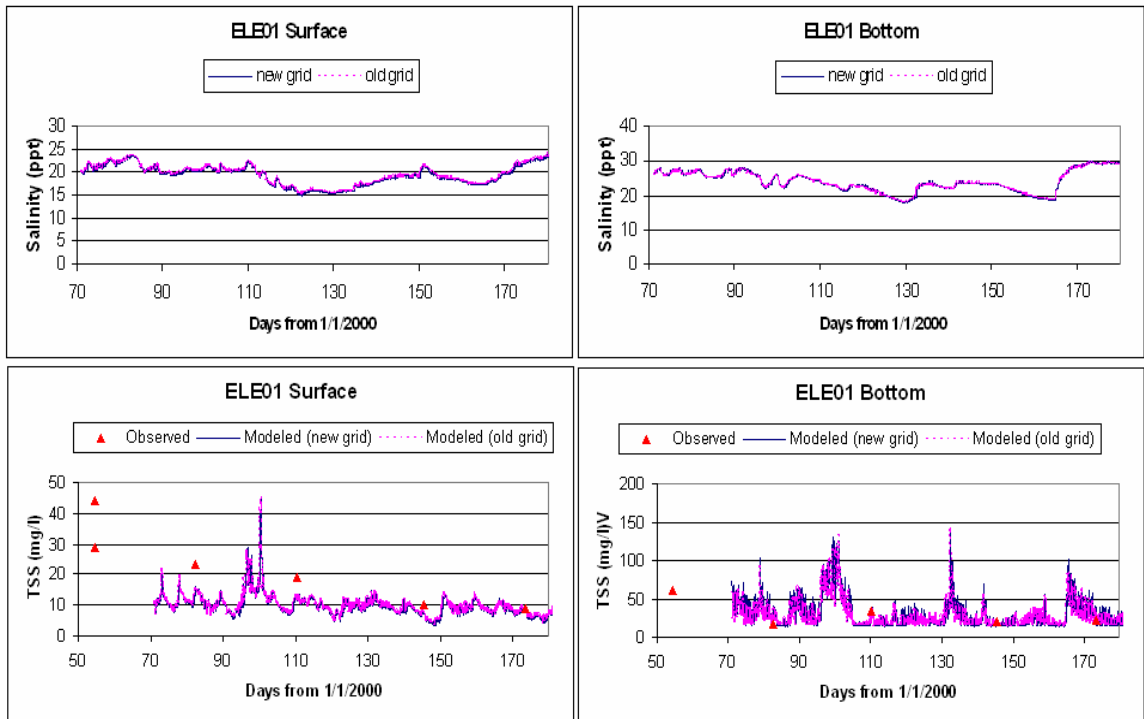 ELE01 Surface
new grid old grid
30
25
20
15
10
5
0
Salinity (ppt)
70 90 110 130 150 170
Days from 1/1/2000
ELE01 Bottom
new grid old grid
40
30
20
10
0
Salinity (ppt)
70 90 110 130 150 170
Days from 1/1/2000
ELE01 Surface
Observed Modeled (new grid) Modeled (old grid)
50
40
30
20
10
0
TSS (mg/l)
50 70 90 110 130 150 170
Days from 1/1/2000
ELE01 Bottom
Observed Modeled (new grid) Modeled (old grid)
200
150
100
50
0
TSS (mg/l)V
50 70 90 110 130 150 170
Days from 1/1/2000